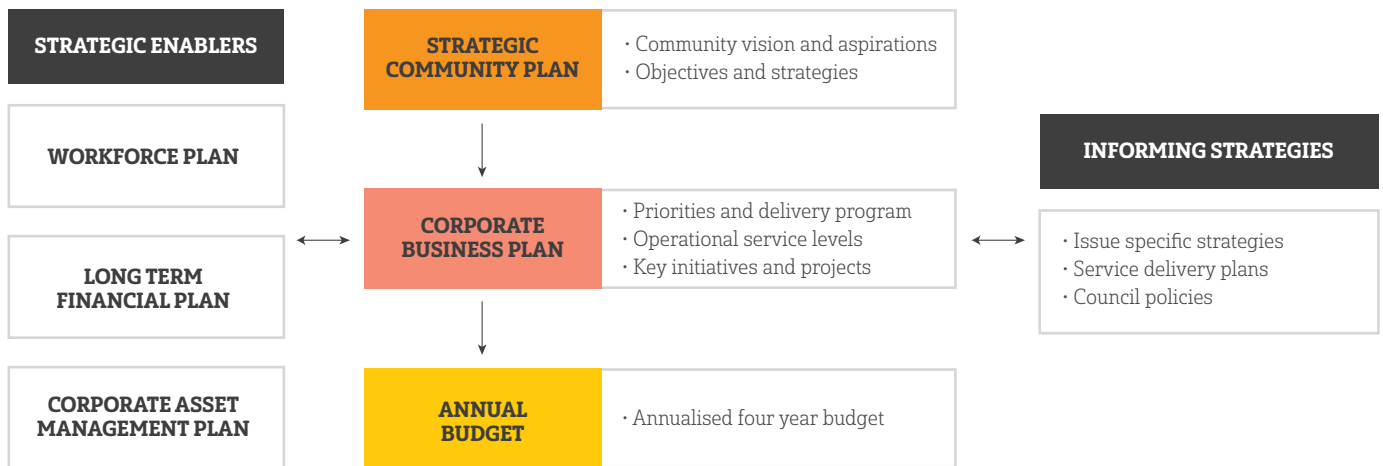 STRATEGIC ENABLERS
WORKFORCE PLAN
LONG TERM
FINANCIAL PLAN
CORPORATE ASSET
MANAGEMENT PLAN
STRATEGIC
COMMUNITY PLAN
· Community vision and aspirations
· Objectives and strategies
CORPORATE
BUSINESS PLAN
· Priorities and delivery program
· Operational service levels
· Key initiatives and projects
ANNUAL
BUDGET
· Annualised four year budget
INFORMING STRATEGIES
· Issue specific strategies
· Service delivery plans
· Council policies